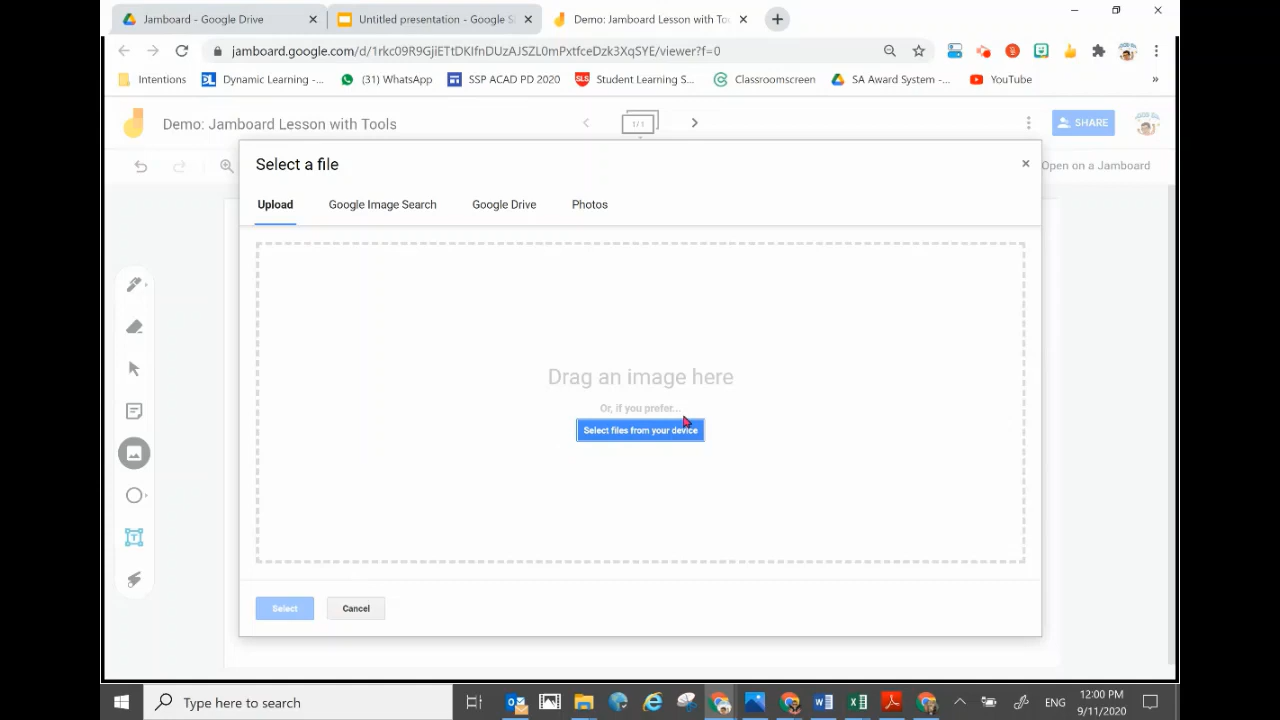 Jamboard - Google Drive
Untitled presentation - Google S
Demo: Jamboard Lesson with To
jamboard.google.com/d/1rkc09R9GjiETtDKIfnDUzAJSZL0mPxtfceDzk3XqSYE/viewer?f=0
Intentions
Dynamic Learning -...
(31) WhatsApp
SSP ACAD PD 2020
Student Learning S...
Classroomscreen
SA Award System -...
YouTube
Demo: Jamboard Lesson with Tools
1/1
SHARE
Open on a Jamboard
Select a file
Upload
Google Image Search
Google Drive
Photos
Drag an image here
Or, if you prefer...
Select files from your device
Select
Cancel
Type here to search
ENG
12:00 PM
9/11/2020